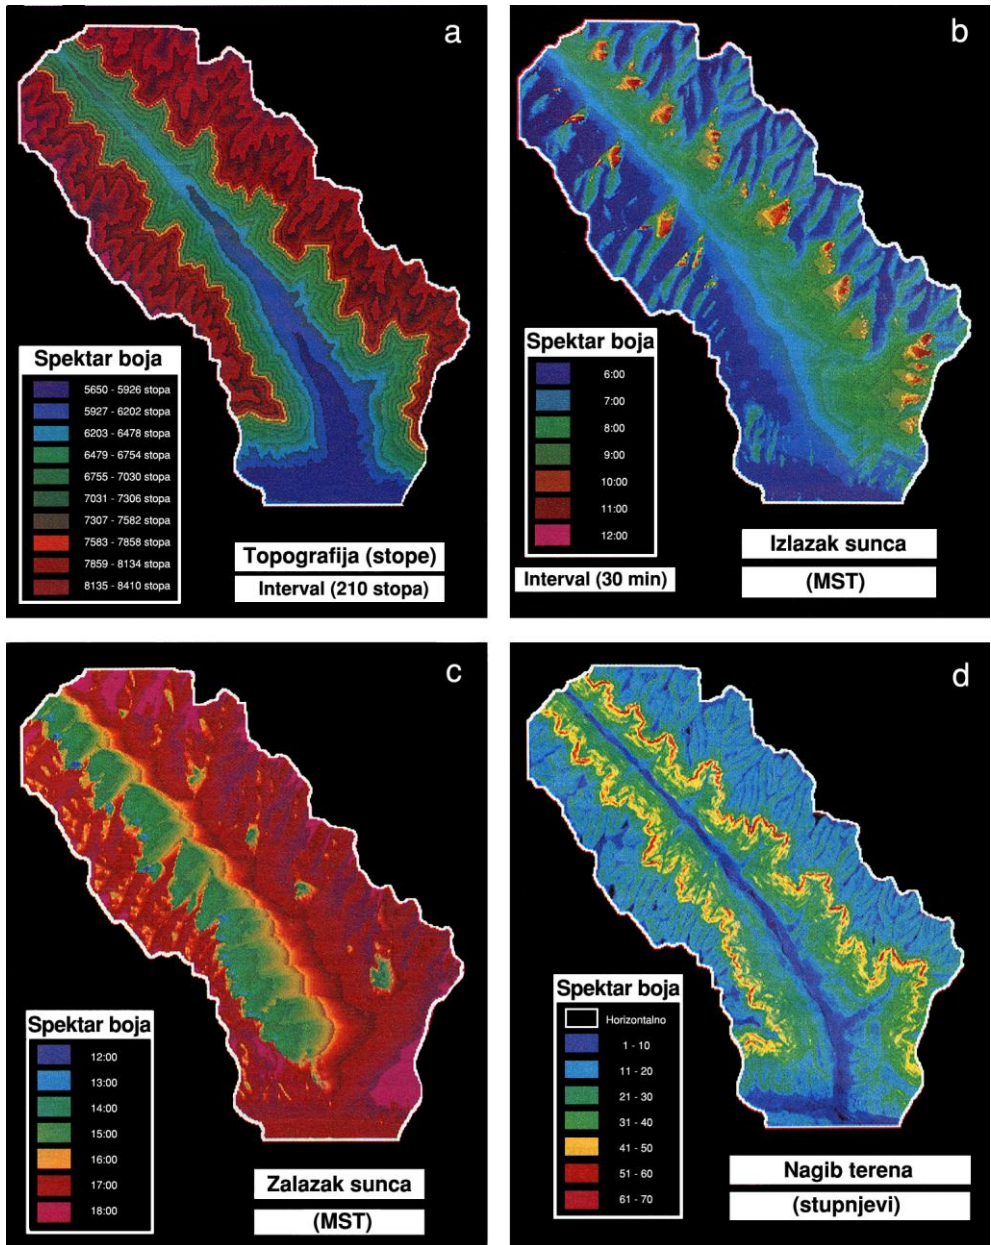 a
Spektar boja
5650 - 5926 stopa
5927 - 6202 stopa
6203 - 6478 stopa
6479 - 6754 stopa
6755 - 7030 stopa
7031 - 7306 stopa
7307 - 7582 stopa
7583 - 7858 stopa
7859 - 8134 stopa
8135 - 8410 stopa
Topografija (stope)
Interval (210 stopa)
b
Spektar boja
6:00
7:00
8:00
9:00
10:00
11:00
12:00
Interval (30 min)
Izlazak sunca
(MST)
c
Spektar boja
12:00
13:00
14:00
15:00
16:00
17:00
18:00
Zalazak sunca
(MST)
d
Spektar boja
Horizontalno
1 - 10
11 - 20
21 - 30
31 - 40
41 - 50
51 - 60
61 - 70
Nagib terena
(stupnjevi)